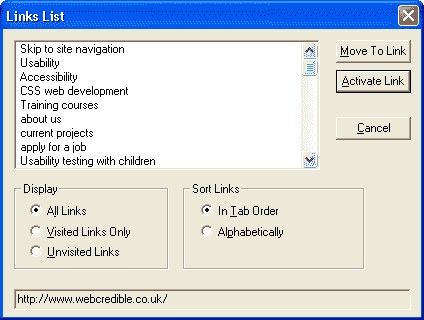 Links List
Skip to site navigation
Usability
Accessibility
CSS web development
Training courses
about us
current projects
apply for a job
Usability testing with children
Move To Link
Activate Link
Cancel
Display
All Links
Visited Links Only
Unvisited Links
Sort Links
In Tab Order
Alphabetically
http://www.webcredible.co.uk/